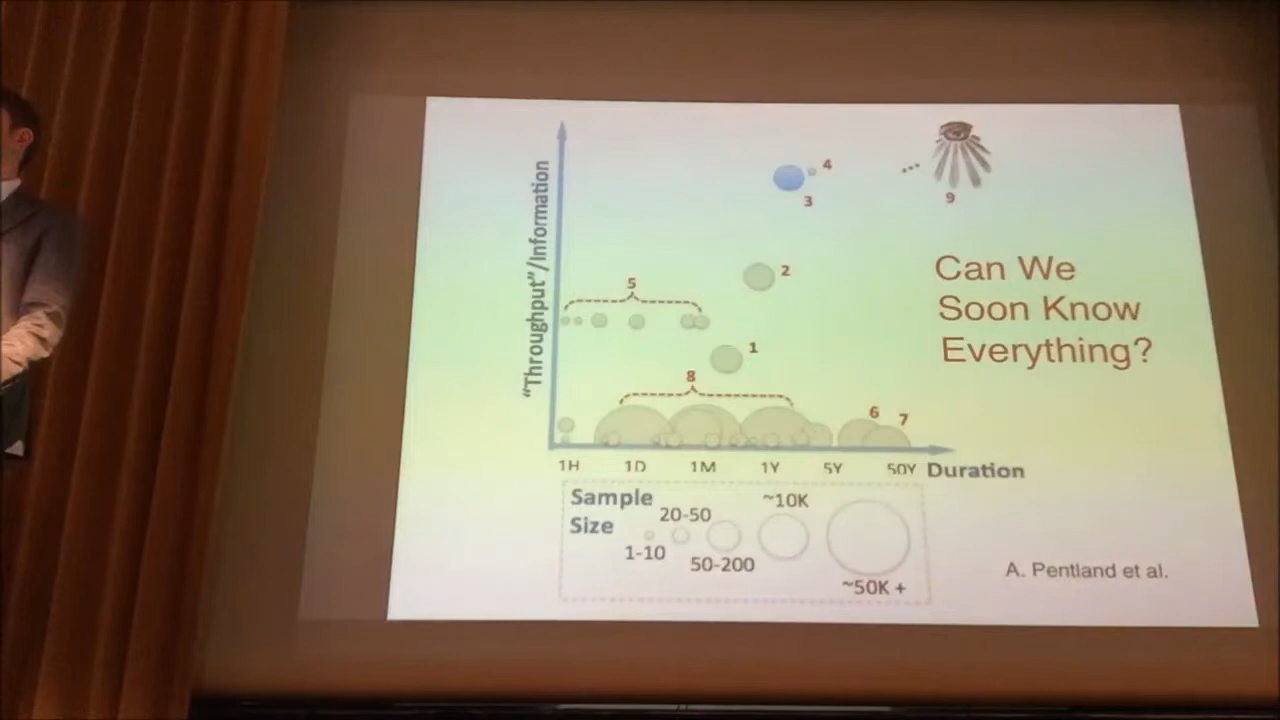 "Throughput"/Information
4
3
9
2
5
1
8
6
7
1H 1D 1M 1Y 5Y 50Y Duration
Can We
Soon Know
Everything?
Sample
Size
1-10
20-50
50-200
~10K
~50K +
A. Pentland et al.